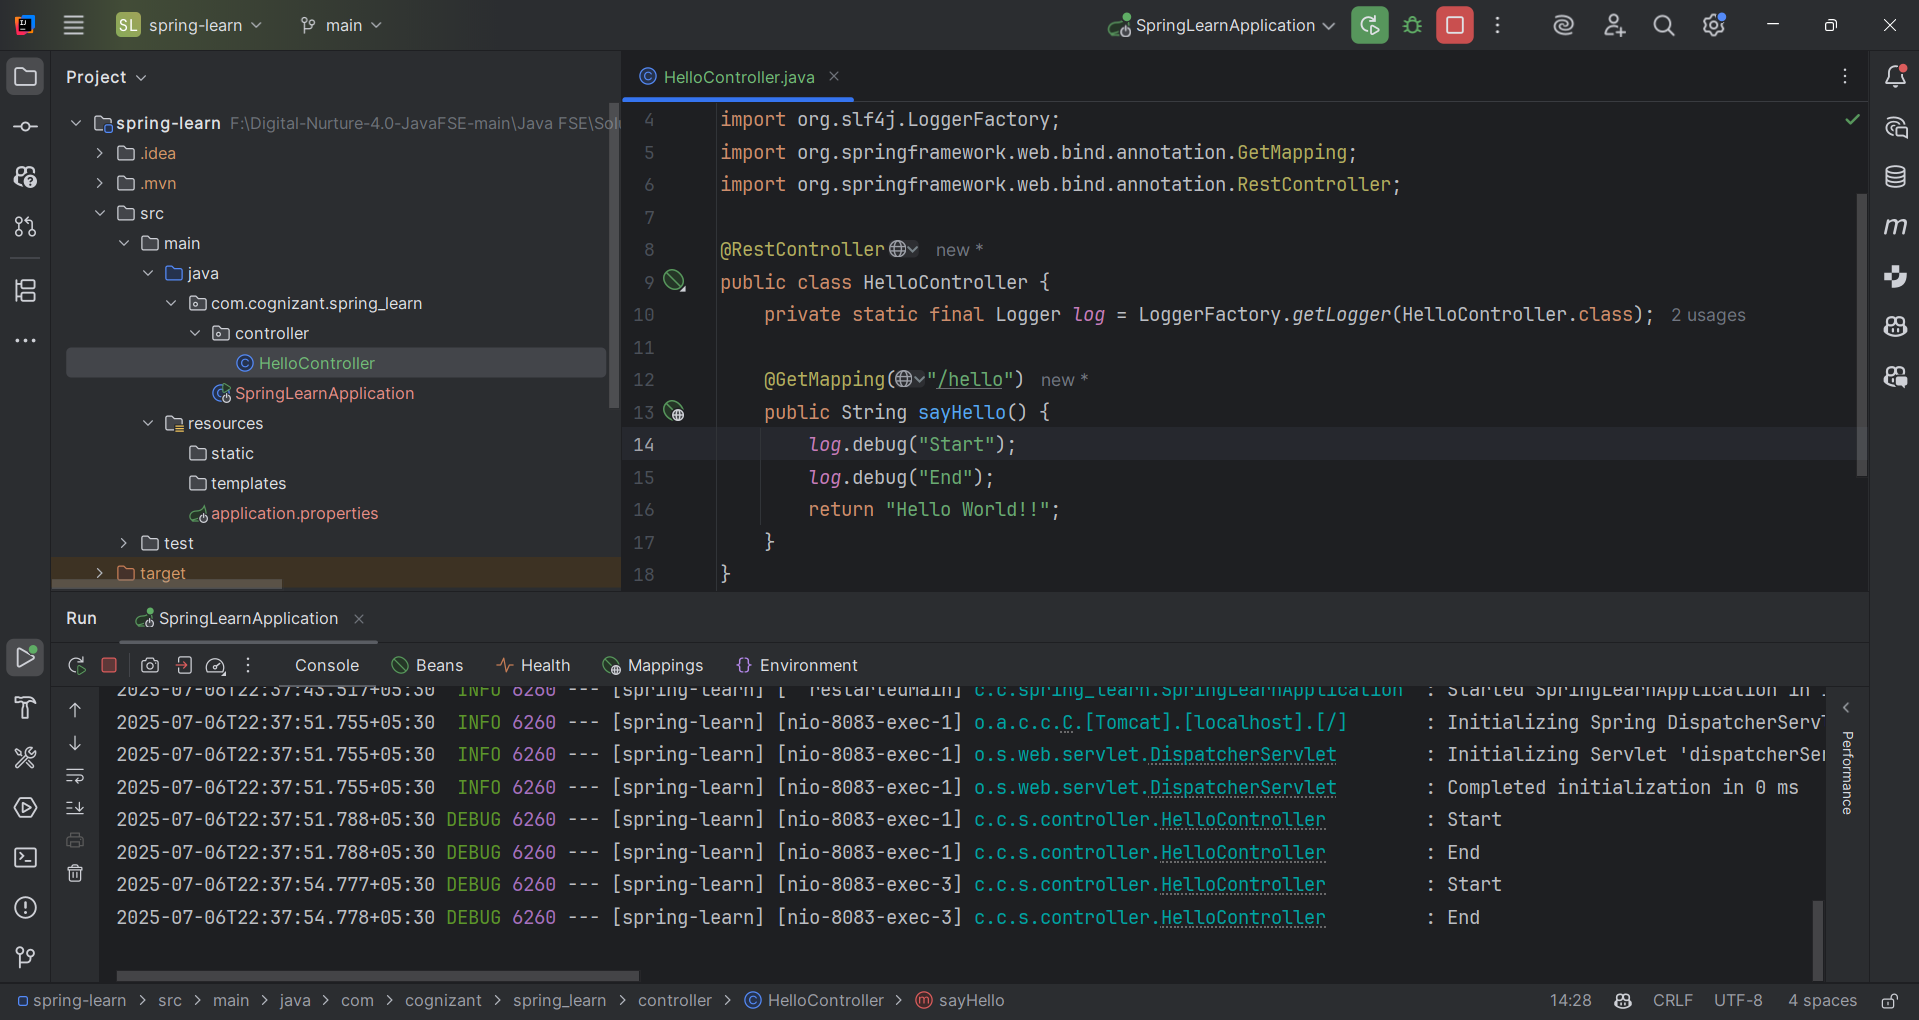 SL spring-learn main SpringLearnApplication
Project
spring-learn F:\Digital-Nurture-4.0-JavaFSE-main\Java FSE\Solu
.idea
.mvn
src
main
java
com.cognizant.spring_learn
controller
HelloController
SpringLearnApplication
resources
static
templates
application.properties
test
target
HelloController.java
4 import org.slf4j.LoggerFactory;
5 import org.springframework.web.bind.annotation.GetMapping;
6 import org.springframework.web.bind.annotation.RestController;
7
8 @RestController new *
9 public class HelloController {
10 private static final Logger log = LoggerFactory.getLogger(HelloController.class); 2 usages
11
12 @GetMapping("/hello") new *
13 public String sayHello() {
14 log.debug("Start");
15 log.debug("End");
16 return "Hello World!!";
17 }
18 }
Run SpringLearnApplication
Console Beans Health Mappings Environment
2025-07-06T22:37:43.517+05:30 INFO 6260 --- [spring-learn] [ restartedMain] c.c.spring_learn.SpringLearnApplication : Started SpringLearnApplication in
2025-07-06T22:37:51.755+05:30 INFO 6260 --- [spring-learn] [nio-8083-exec-1] o.a.c.c.C.[Tomcat].[localhost].[/] : Initializing Spring DispatcherServl
2025-07-06T22:37:51.755+05:30 INFO 6260 --- [spring-learn] [nio-8083-exec-1] o.s.web.servlet.DispatcherServlet : Initializing Servlet 'dispatcherSer
2025-07-06T22:37:51.755+05:30 INFO 6260 --- [spring-learn] [nio-8083-exec-1] o.s.web.servlet.DispatcherServlet : Completed initialization in 0 ms
2025-07-06T22:37:51.788+05:30 DEBUG 6260 --- [spring-learn] [nio-8083-exec-1] c.c.s.controller.HelloController : Start
2025-07-06T22:37:51.788+05:30 DEBUG 6260 --- [spring-learn] [nio-8083-exec-1] c.c.s.controller.HelloController : End
2025-07-06T22:37:54.777+05:30 DEBUG 6260 --- [spring-learn] [nio-8083-exec-3] c.c.s.controller.HelloController : Start
2025-07-06T22:37:54.778+05:30 DEBUG 6260 --- [spring-learn] [nio-8083-exec-3] c.c.s.controller.HelloController : End
Performance
spring-learn > src > main > java > com > cognizant > spring_learn > controller > HelloController > sayHello 14:28 CRLF UTF-8 4 spaces